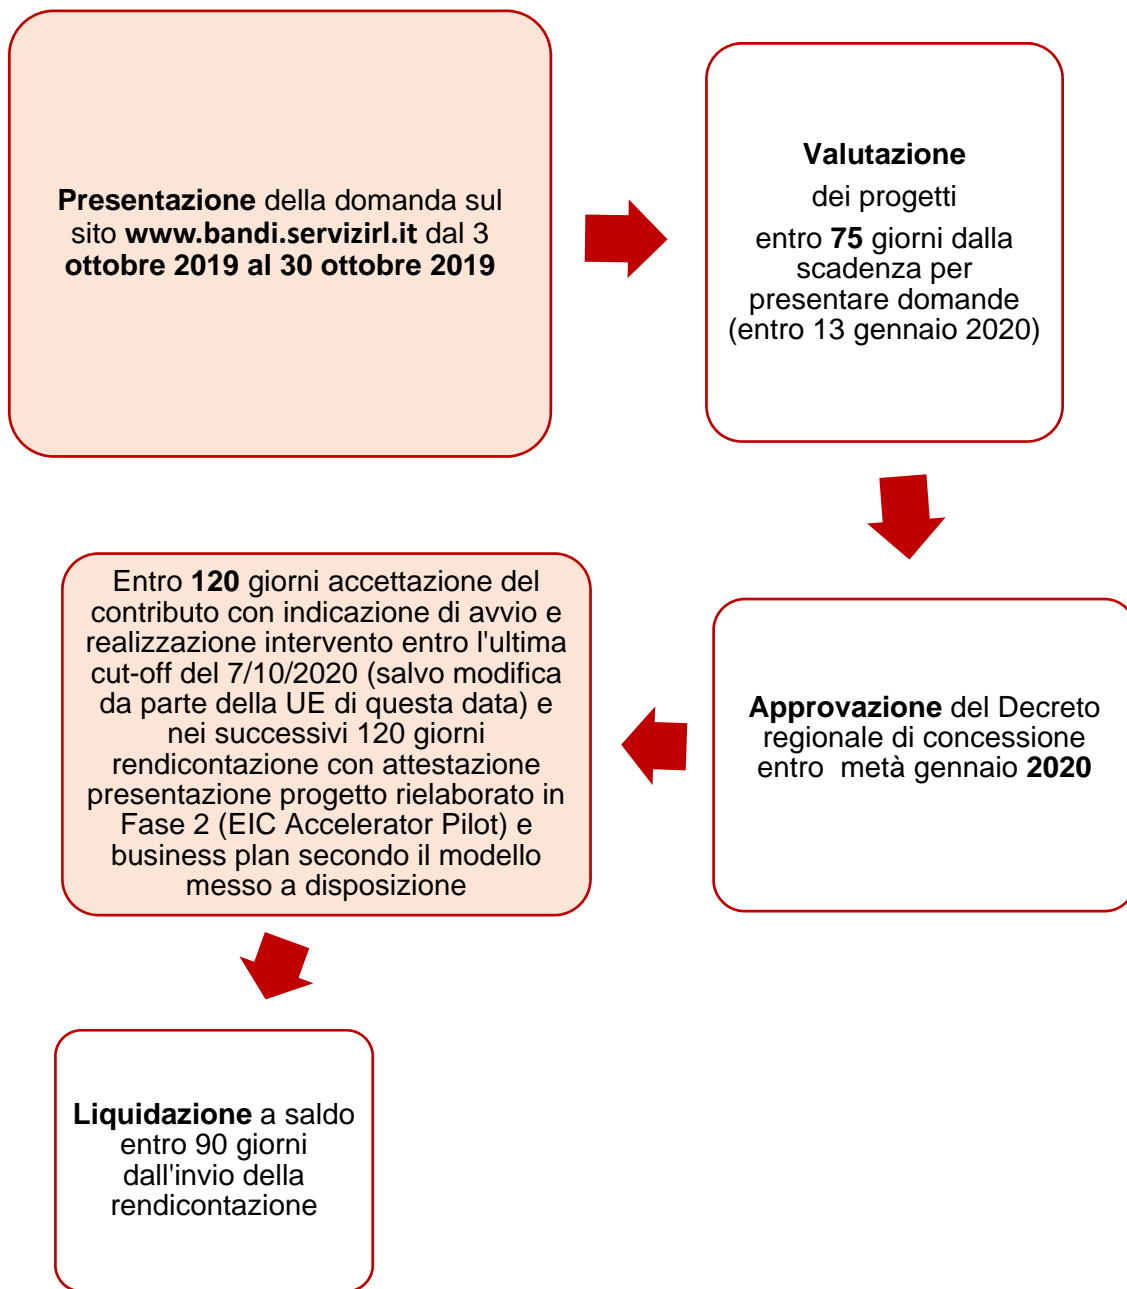 Presentazione della domanda sul
sito www.bandi.servizirl.it dal 3
ottobre 2019 al 30 ottobre 2019
Valutazione
dei progetti
entro 75 giorni dalla
scadenza per
presentare domande
(entro 13 gennaio 2020)
Approvazione del Decreto
regionale di concessione
entro metà gennaio 2020
Entro 120 giorni accettazione del
contributo con indicazione di avvio e
realizzazione intervento entro l'ultima
cut-off del 7/10/2020 (salvo modifica
da parte della UE di questa data) e
nei successivi 120 giorni
rendicontazione con attestazione
presentazione progetto rielaborato in
Fase 2 (EIC Accelerator Pilot) e
business plan secondo il modello
messo a disposizione
Liquidazione a saldo
entro 90 giorni
dall'invio della
rendicontazione